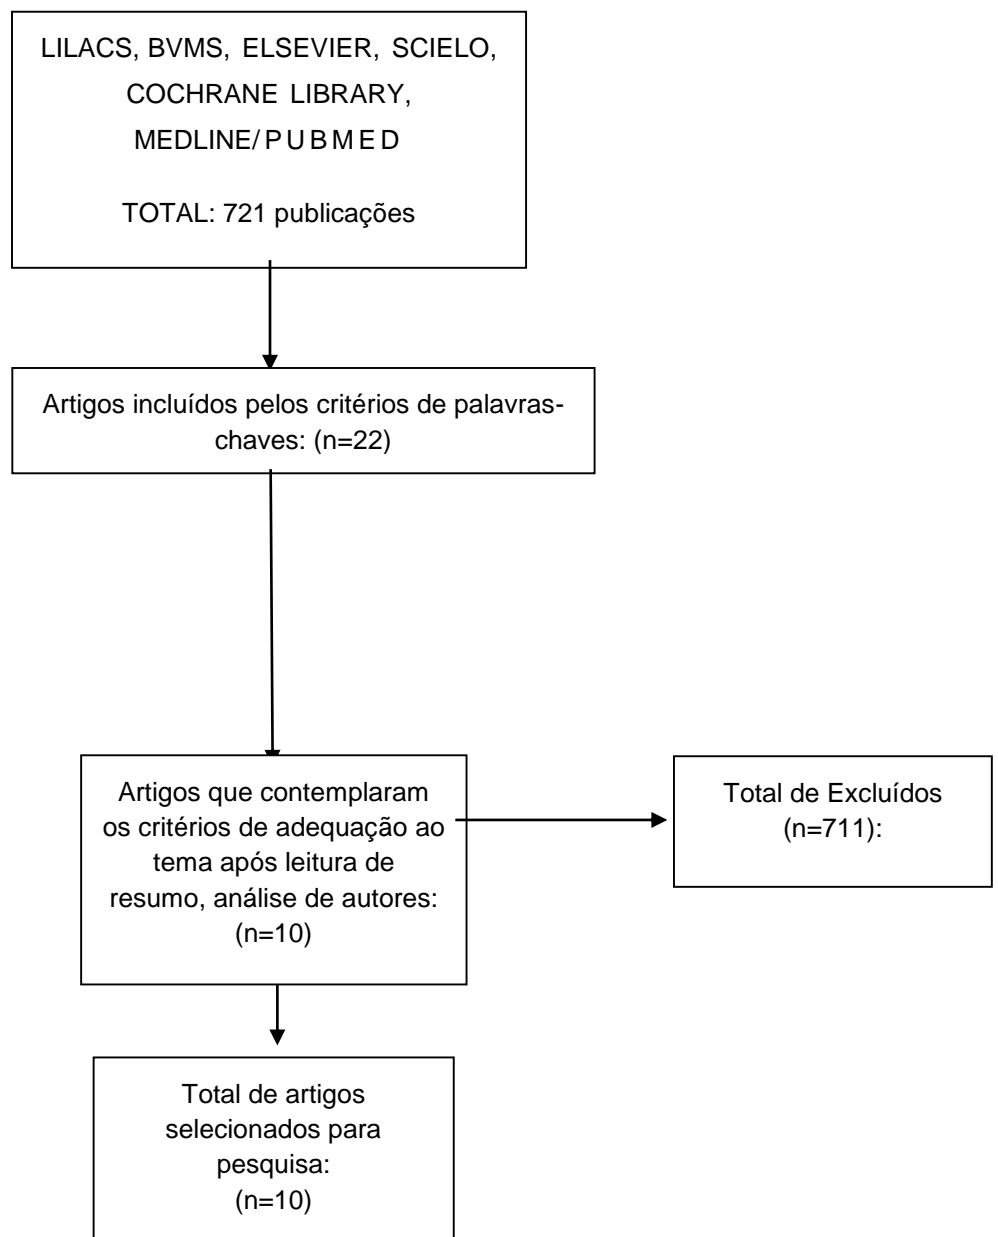 LILACS, BVMS, ELSEVIER, SCIELO,
COCHRANE LIBRARY,
MEDLINE/PUBMED
TOTAL: 721 publicações
Artigos incluídos pelos critérios de palavras-
chaves: (n=22)
Artigos que contemplaram
os critérios de adequação ao
tema após leitura de
resumo, análise de autores:
(n=10)
Total de Excluídos
(n=711):
Total de artigos
selecionados para
pesquisa:
(n=10)